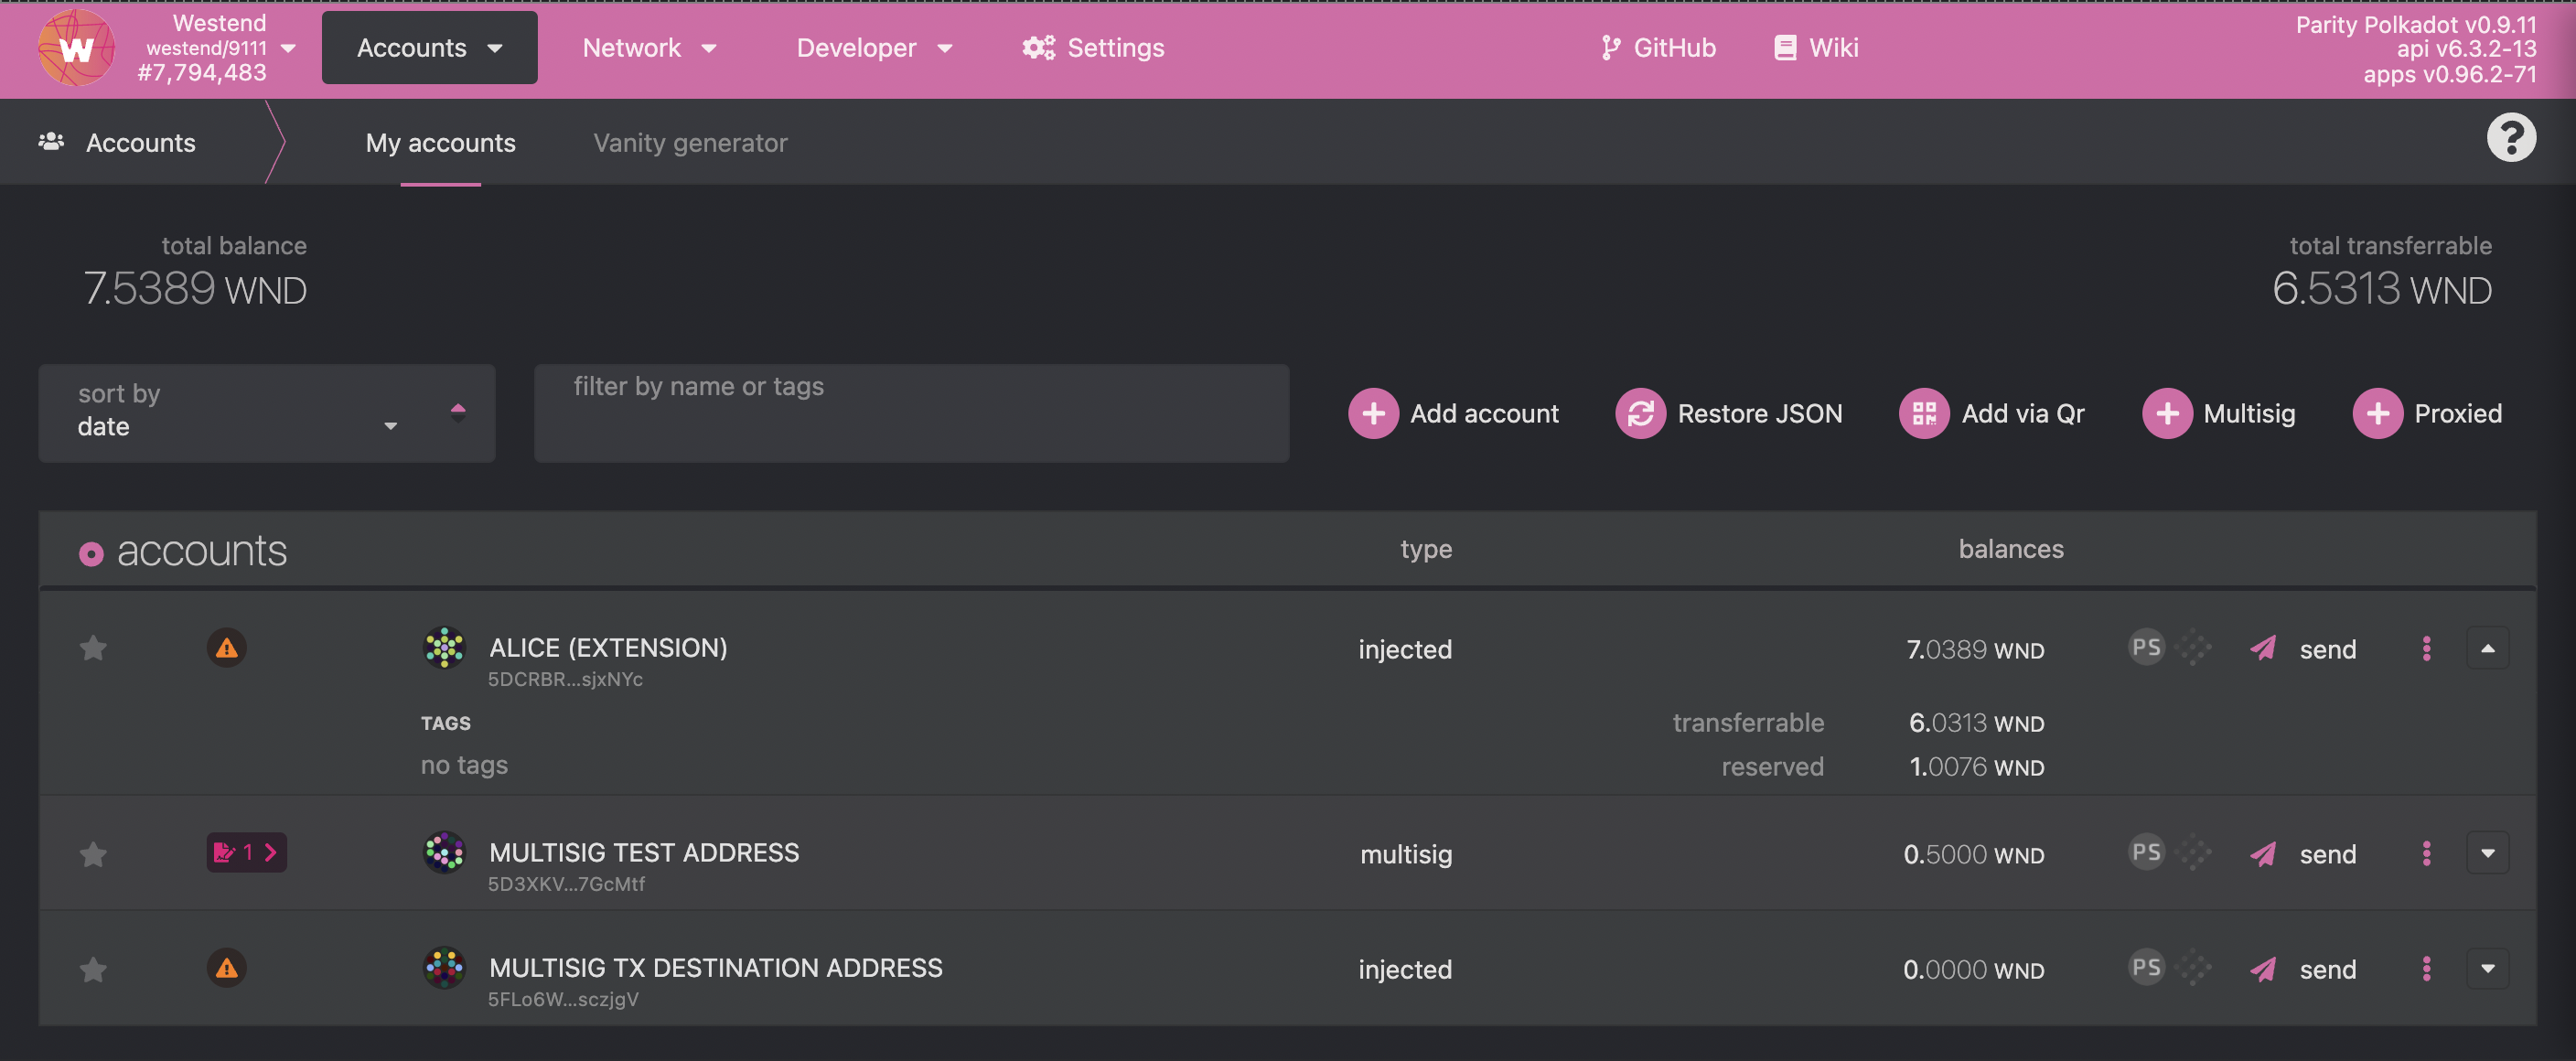 Westend
westend/9111
#7,794,483
Accounts
Network
Developer
Settings
GitHub
Wiki
Parity Polkadot v0.9.11
api v6.3.2-13
apps v0.96.2-71
Accounts
My accounts
Vanity generator
?
total balance
7.5389 WND
total transferrable
6.5313 WND
sort by
date
filter by name or tags
Add account
Restore JSON
Add via Qr
Multisig
Proxied
accounts
type
balances
ALICE (EXTENSION)
5DCRBR...sjxNYc
injected
7.0389 WND
PS
send
TAGS
no tags
transferrable
6.0313 WND
reserved
1.0076 WND
1
MULTISIG TEST ADDRESS
5D3XKV...7GcMtf
multisig
0.5000 WND
PS
send
MULTISIG TX DESTINATION ADDRESS
5FLo6W...sczjgV
injected
0.0000 WND
PS
send